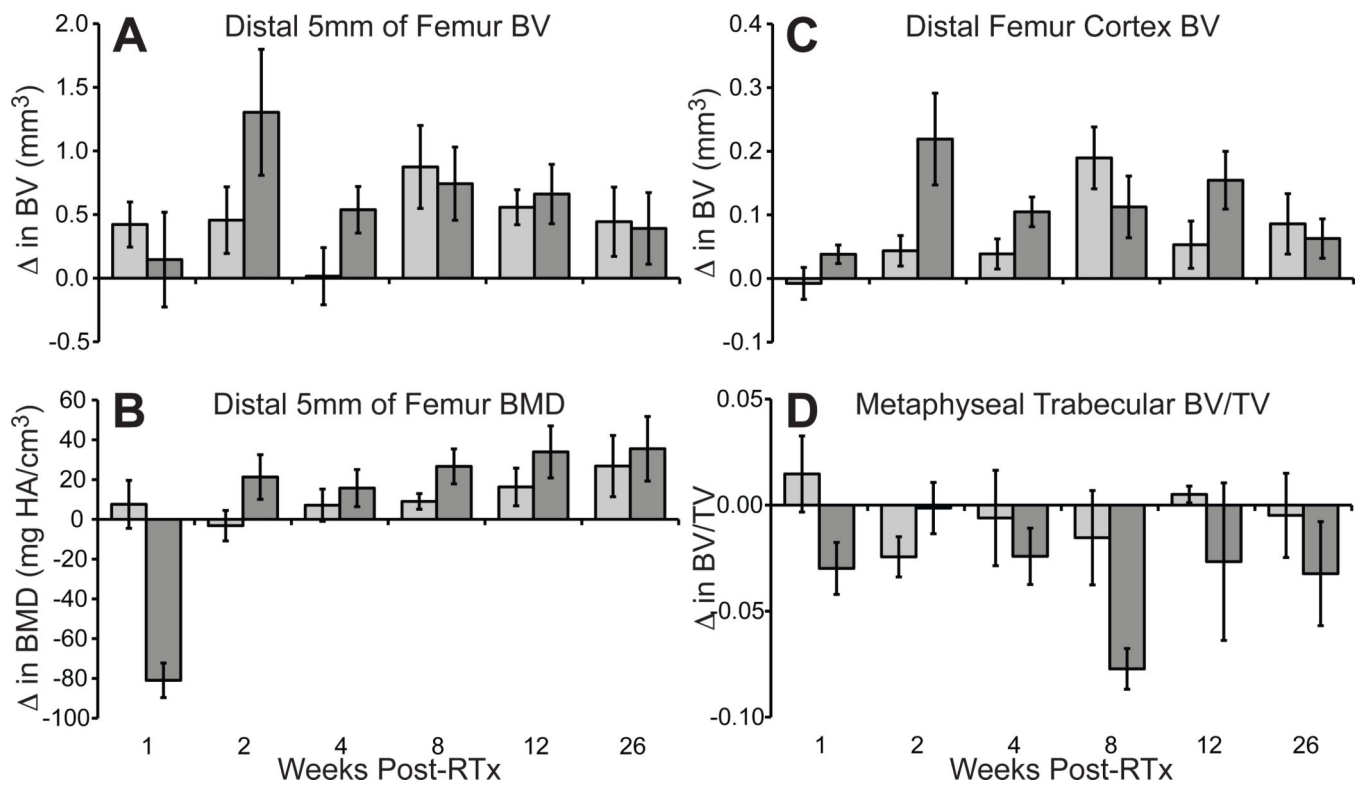 A
Distal 5mm of Femur BV
Δ in BV (mm³)
2.0
1.5
1.0
0.5
0.0
-0.5
C
Distal Femur Cortex BV
Δ in BV (mm³)
0.4
0.3
0.2
0.1
0.0
-0.1
B
Distal 5mm of Femur BMD
Δ in BMD (mg HA/cm³)
60
40
20
0
-20
-40
-60
-80
-100
1 2 4 8 12 26
Weeks Post-RTx
D
Metaphyseal Trabecular BV/TV
Δ in BV/TV
0.05
0.00
-0.05
-0.10
1 2 4 8 12 26
Weeks Post-RTx